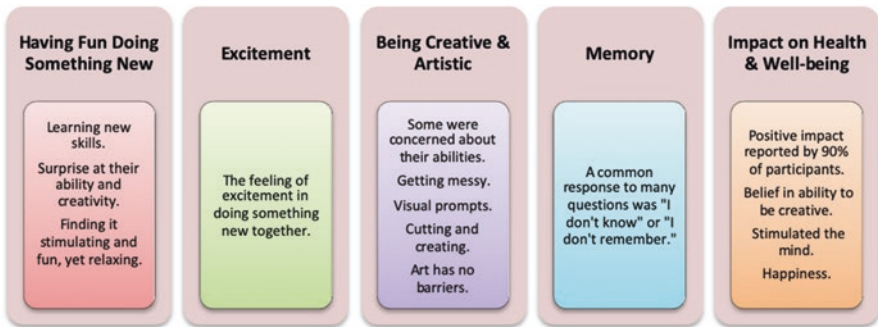 Having Fun Doing
Something New
Learning new
skills.
Surprise at their
ability and
creativity.
Finding it
stimulating and
fun, yet relaxing.
Excitement
The feeling of
excitement in
doing something
new together.
Being Creative &
Artistic
Some were
concerned about
their abilities.
Getting messy.
Visual prompts.
Cutting and
creating.
Art has no
barriers.
Memory
A common
response to many
questions was "I
don't know" or "I
don't remember."
Impact on Health
& Well-being
Positive impact
reported by 90%
of participants.
Belief in ability to
be creative.
Stimulated the
mind.
Happiness.